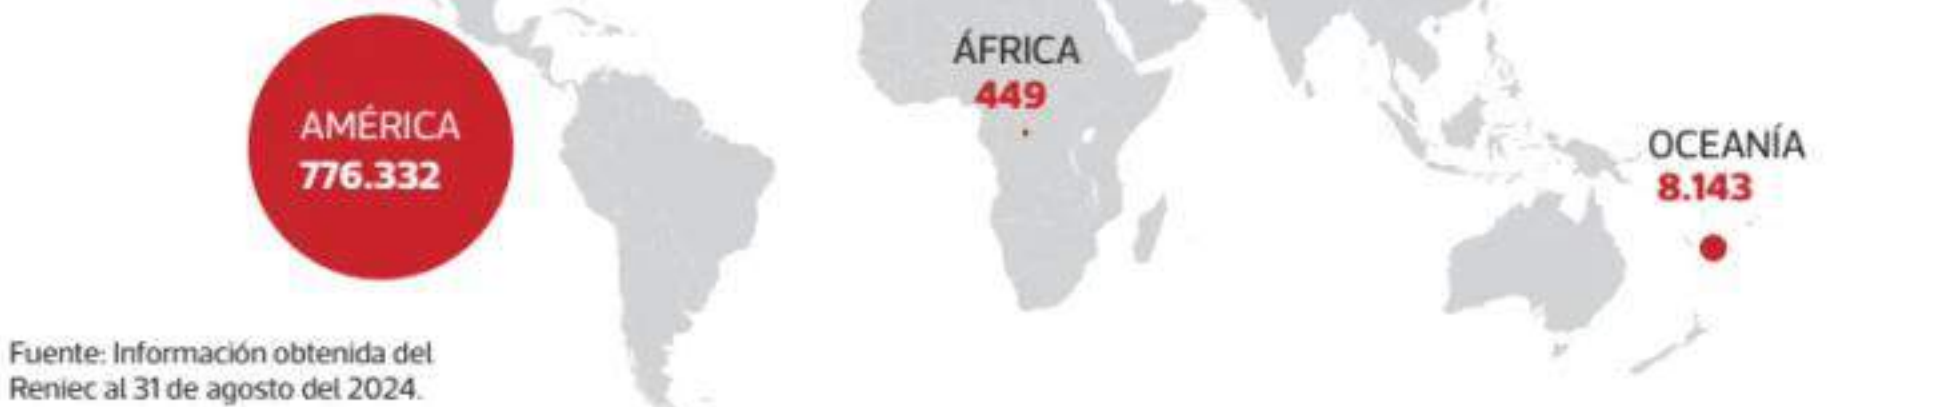 AMÉRICA
776.332
ÁFRICA
449
OCEANÍA
8.143
Fuente: Información obtenida del
Reniec al 31 de agosto del 2024.